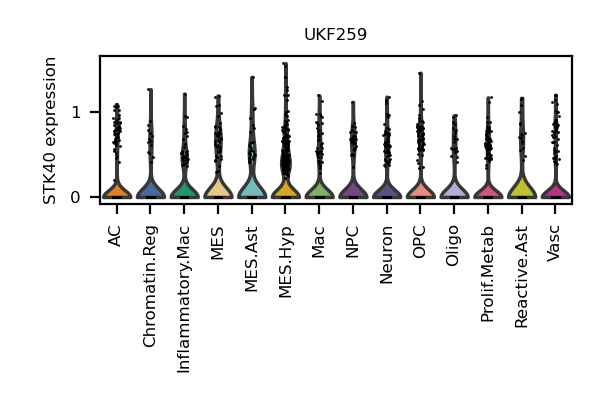 UKF259
STK40 expression
1
0
AC
Chromatin.Reg
Inflammatory.Mac
MES
MES.Ast
MES.Hyp
Mac
NPC
Neuron
OPC
Oligo
Prolif.Metab
Reactive.Ast
Vasc